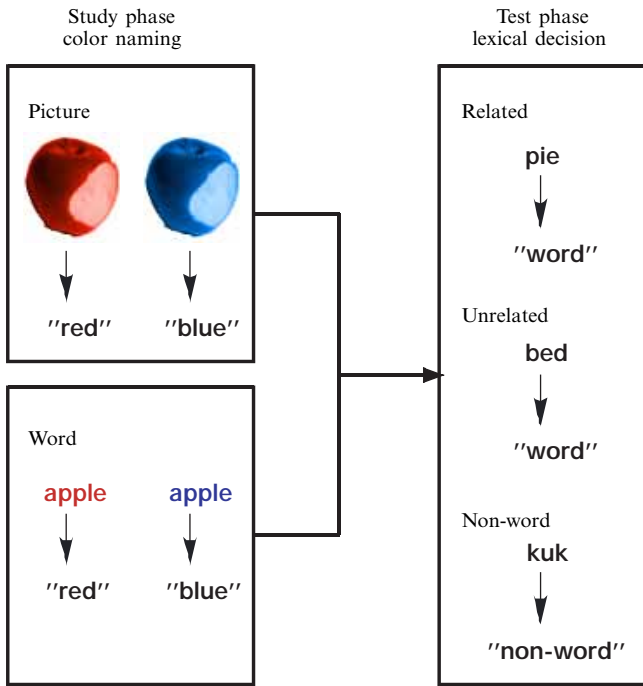 Study phase
color naming
Picture
"red" "blue"
Word
apple apple
"red" "blue"
Test phase
lexical decision
Related
pie
"word"
Unrelated
bed
"word"
Non-word
kuk
"non-word"